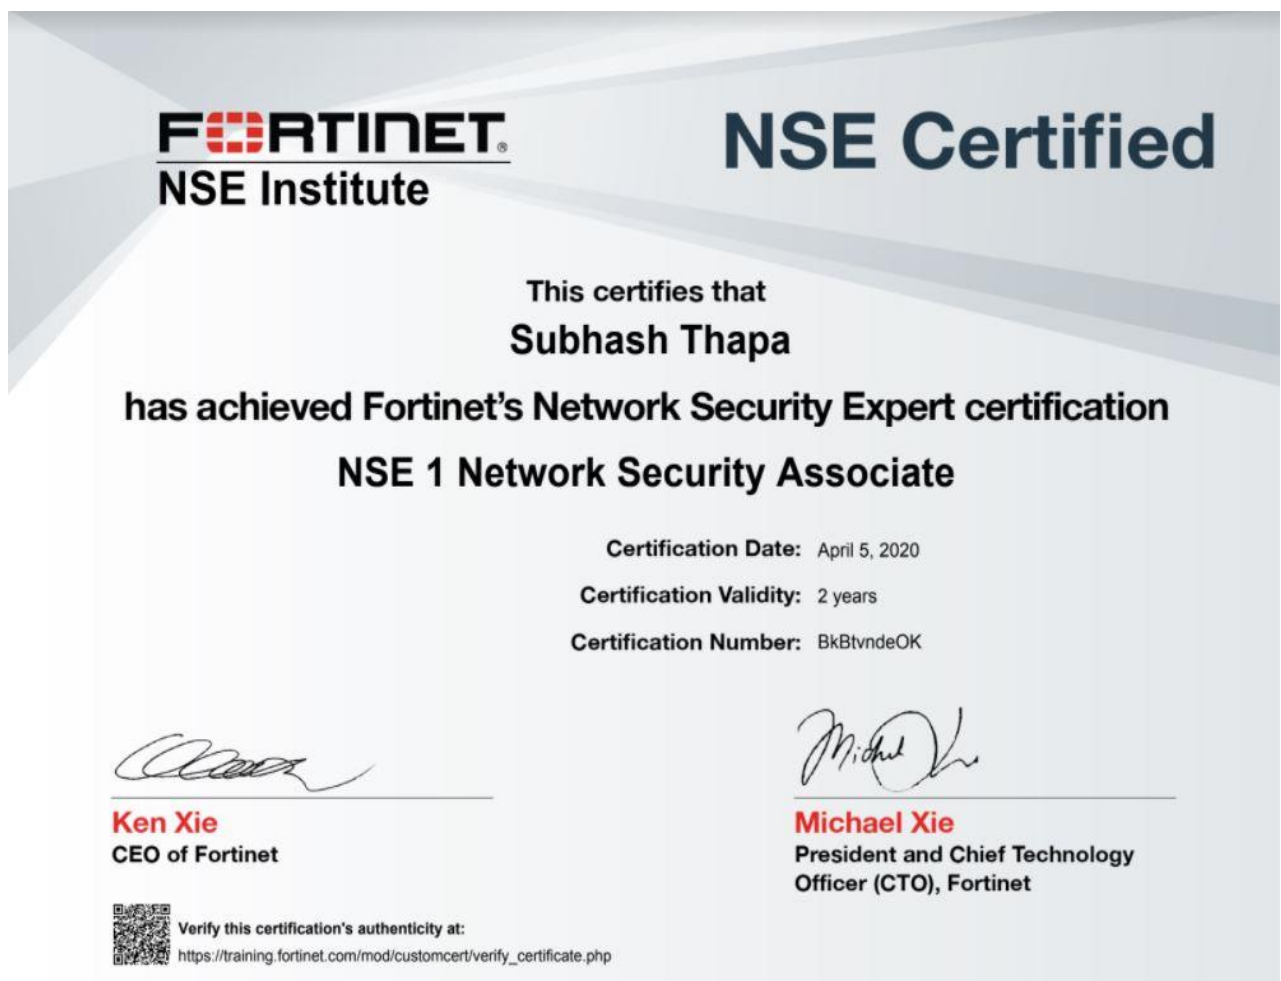 FORTINET®
NSE Institute
NSE Certified
This certifies that
Subhash Thapa
has achieved Fortinet's Network Security Expert certification
NSE 1 Network Security Associate
Certification Date: April 5, 2020
Certification Validity: 2 years
Certification Number: BkBtvndeOK
Michael Xie
Ken Xie
CEO of Fortinet
Michael Xie
President and Chief Technology
Officer (CTO), Fortinet
Verify this certification's authenticity at:
https://training.fortinet.com/mod/customcert/verify_certificate.php